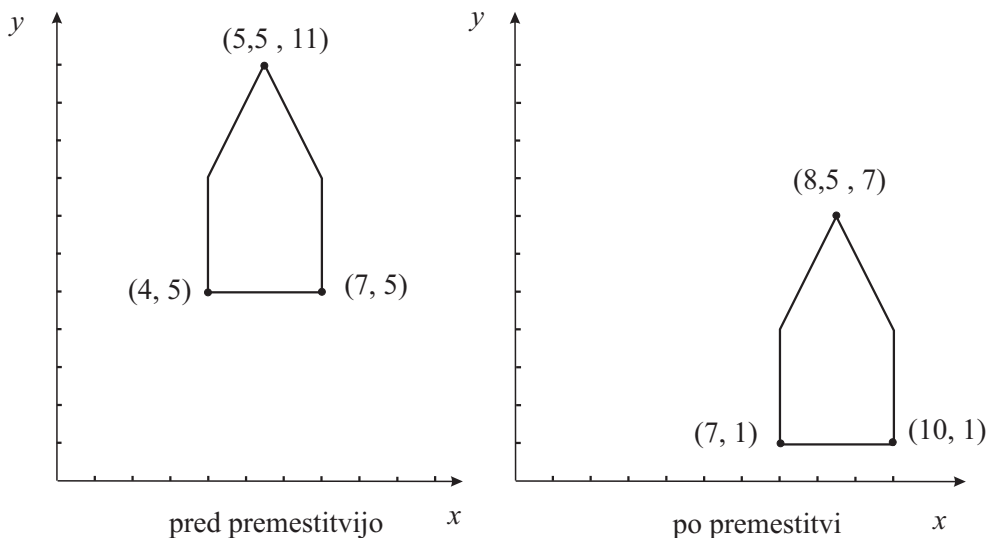 y
(5,5 , 11)
(4, 5)
(7, 5)
x
pred premestitvijo
y
(8,5 , 7)
(7, 1)
(10, 1)
x
po premestitvi